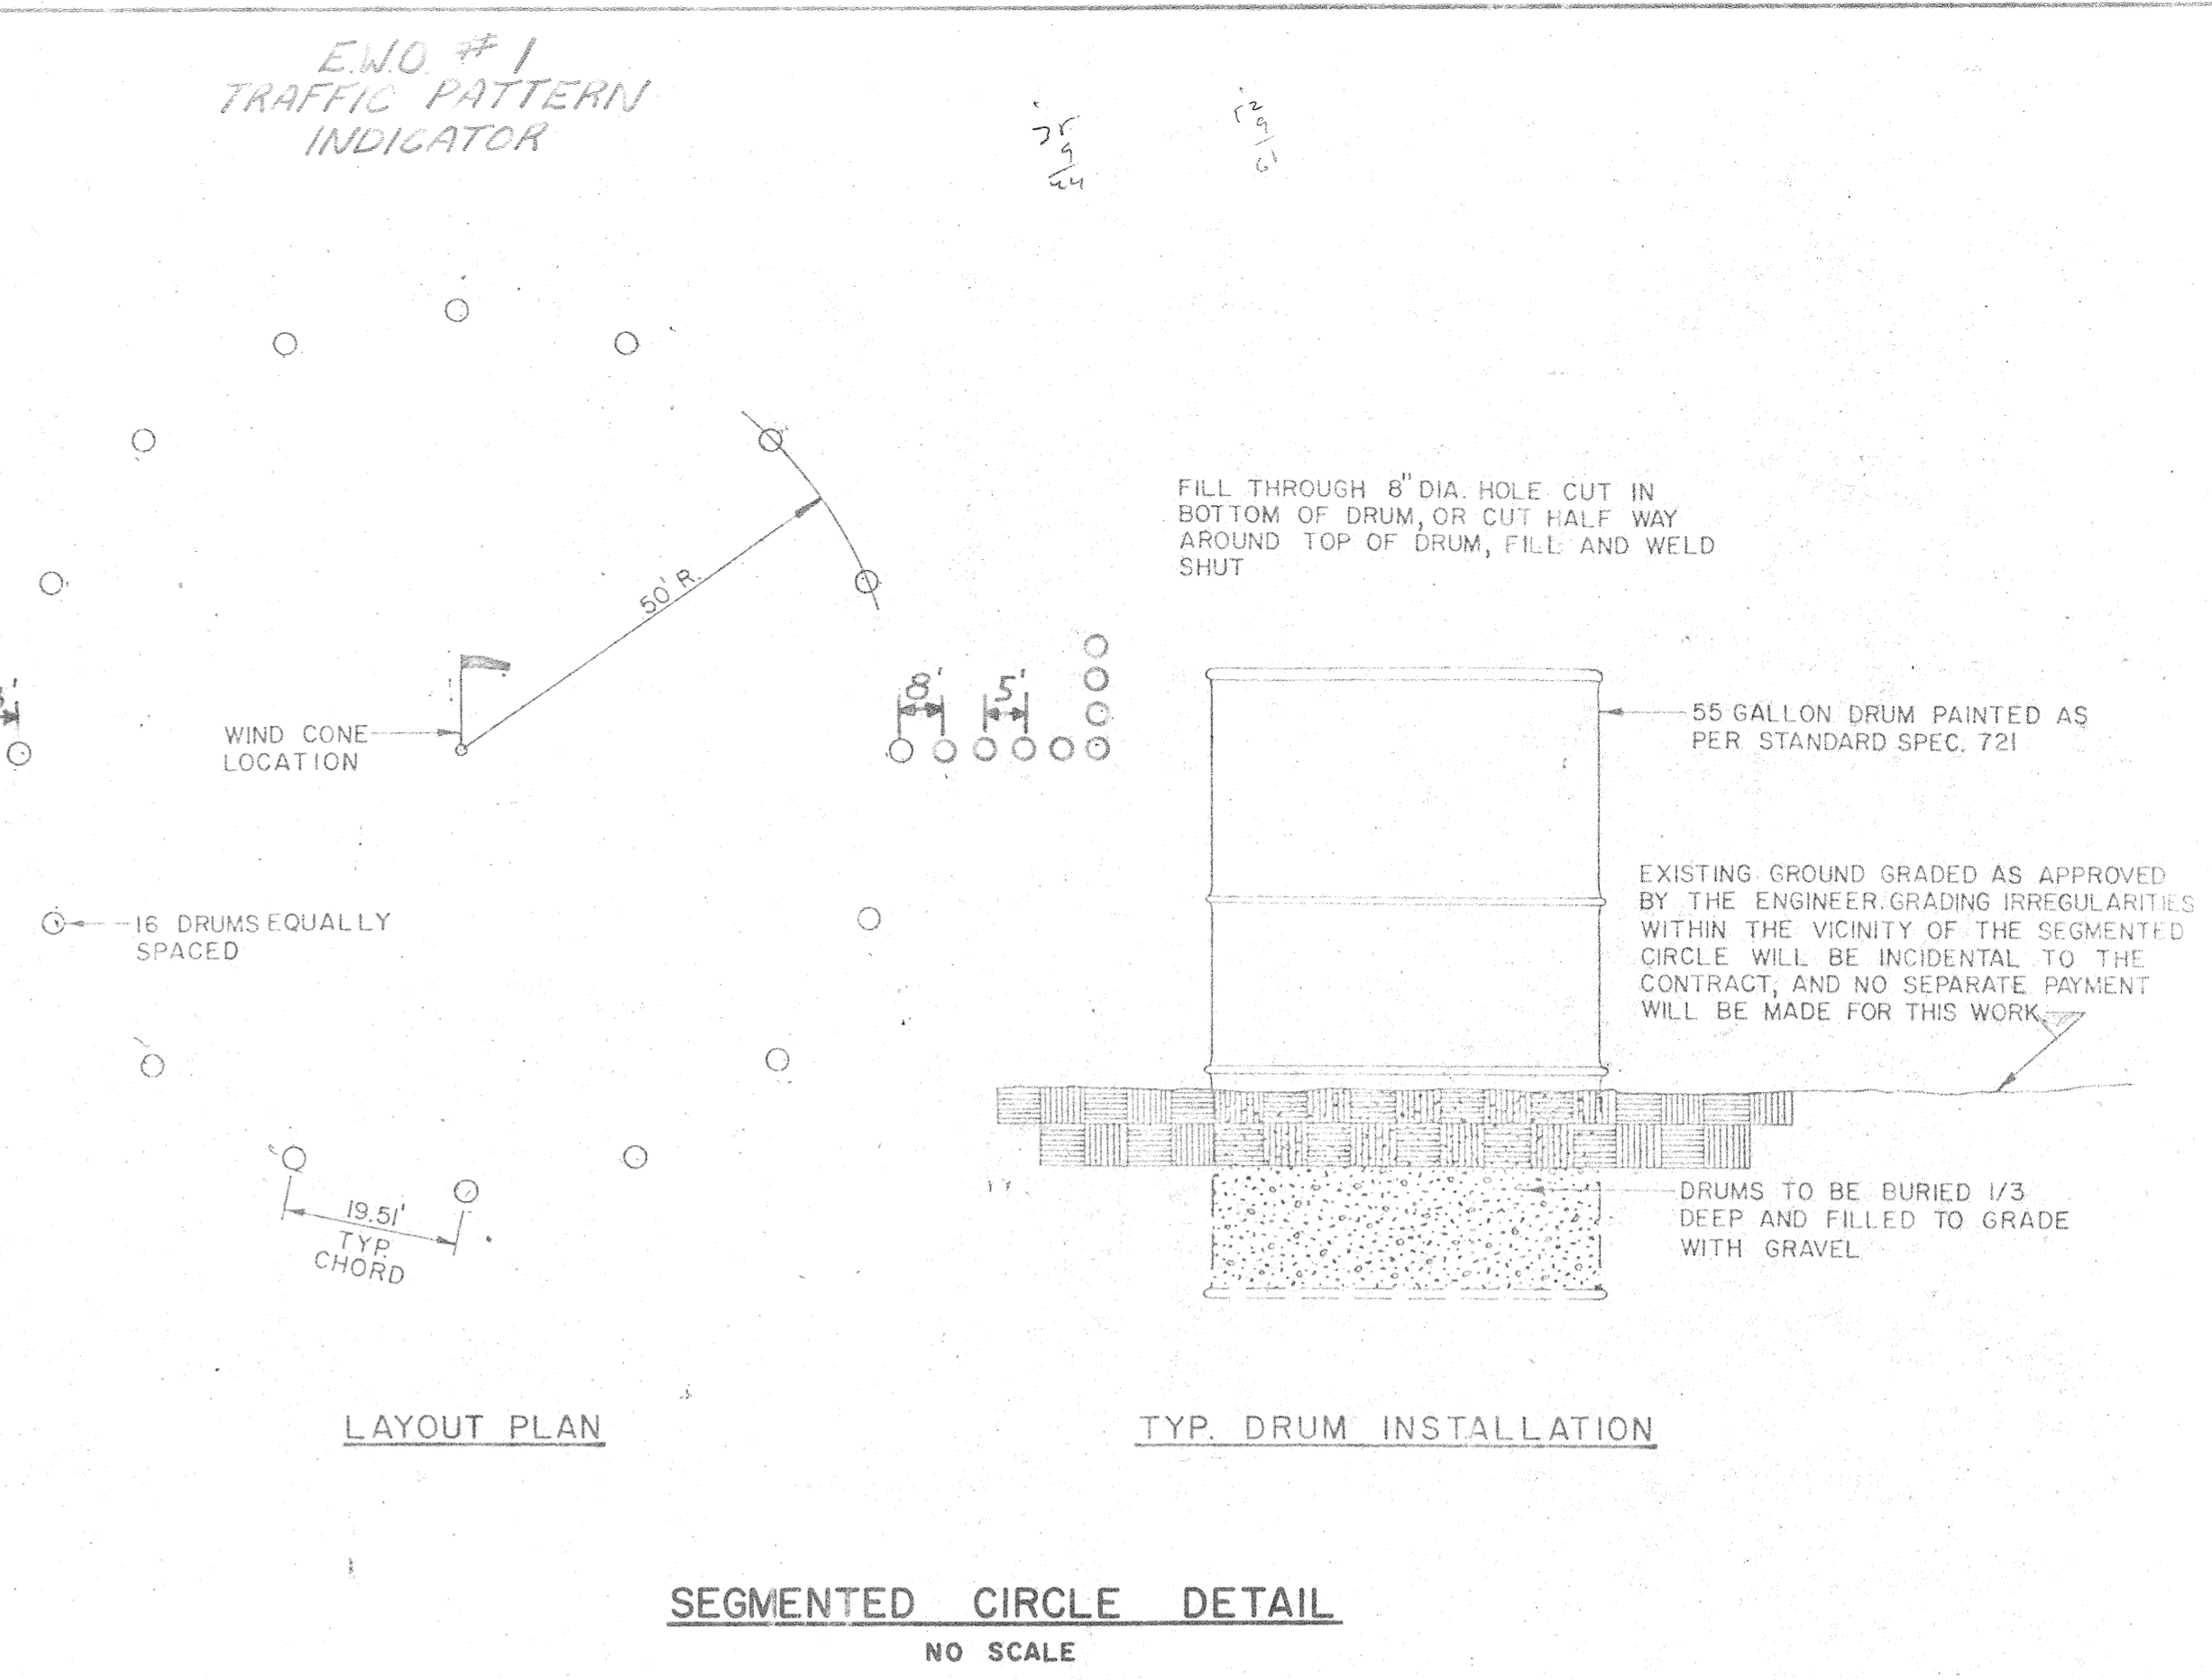 E.W.O. # 1
TRAFFIC PATTERN
INDICATOR
9
44
2
9
61
FILL THROUGH 8" DIA. HOLE CUT IN
BOTTOM OF DRUM, OR CUT HALF WAY
AROUND TOP OF DRUM, FILL AND WELD
SHUT
50' R.
8'
5'
WIND CONE
LOCATION
55 GALLON DRUM PAINTED AS
PER STANDARD SPEC. 721
EXISTING GROUND GRADED AS APPROVED
BY THE ENGINEER. GRADING IRREGULARITIES
WITHIN THE VICINITY OF THE SEGMENTED
CIRCLE WILL BE INCIDENTAL TO THE
CONTRACT, AND NO SEPARATE PAYMENT
WILL BE MADE FOR THIS WORK.
16 DRUMS EQUALLY
SPACED
DRUMS TO BE BURIED 1/3
DEEP AND FILLED TO GRADE
WITH GRAVEL
19.51'
TYP.
CHORD
LAYOUT PLAN
TYP. DRUM INSTALLATION
SEGMENTED CIRCLE DETAIL
NO SCALE